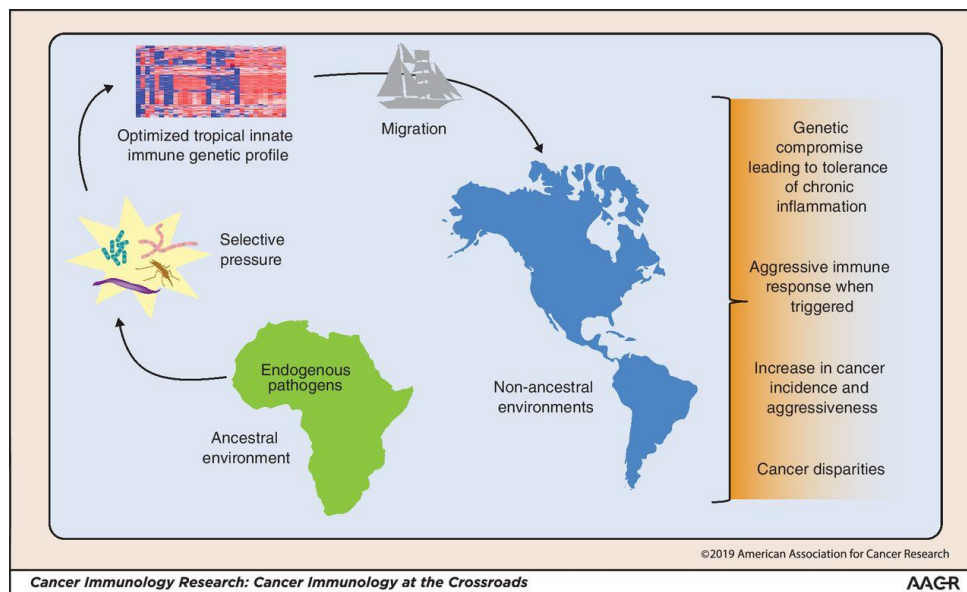 Optimized tropical innate
immune genetic profile
Migration
Selective
pressure
Endogenous
pathogens
Ancestral
environment
Non-ancestral
environments
Genetic
compromise
leading to tolerance
of chronic
inflammation
Aggressive immune
response when
triggered
Increase in cancer
incidence and
aggressiveness
Cancer disparities
©2019 American Association for Cancer Research
Cancer Immunology Research: Cancer Immunology at the Crossroads
AACR